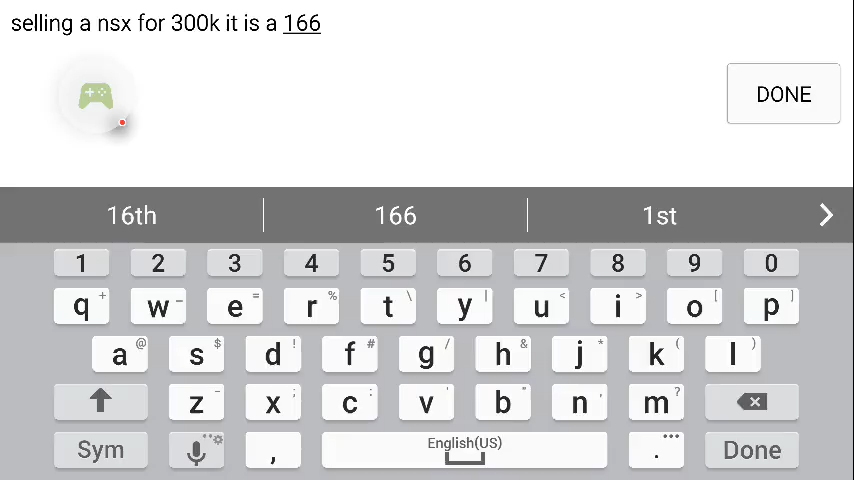 selling a nsx for 300k it is a 166
DONE
16th 166 1st
1 2 3 4 5 6 7 8 9 0
q + w - e = r % t \ y | u < i > o [ p ]
a @ s $ d ! f # g / h & j * k ( l )
z - x ; c : v ' b " n , m ?
Sym , English(US) . ... Done